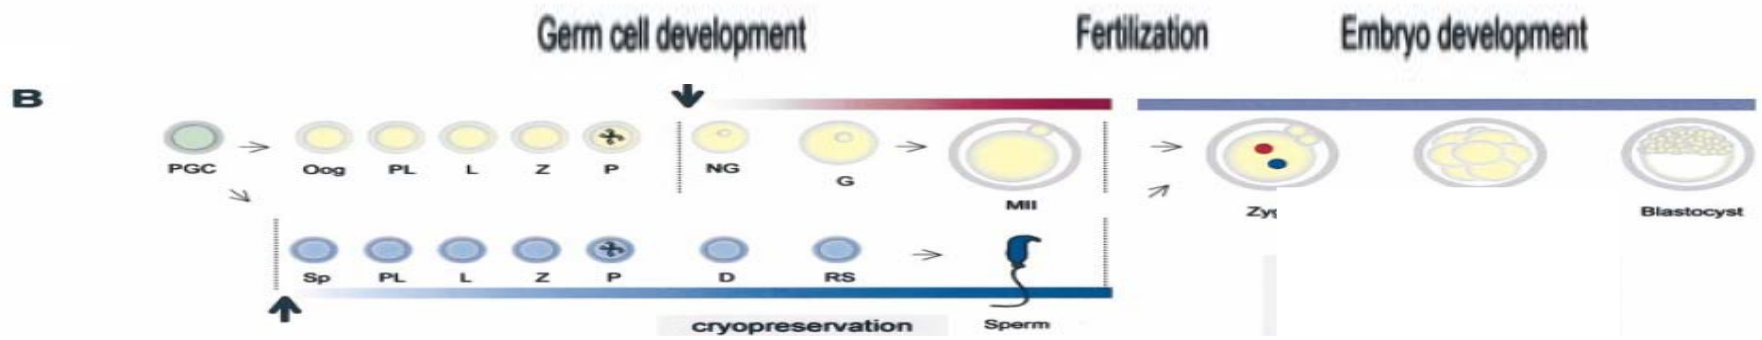 Germ cell development Fertilization Embryo development
B
PGC Oog PL L Z P NG G
MII
Blastocyst
Sp PL L Z P D RS
cryopreservation Sperm